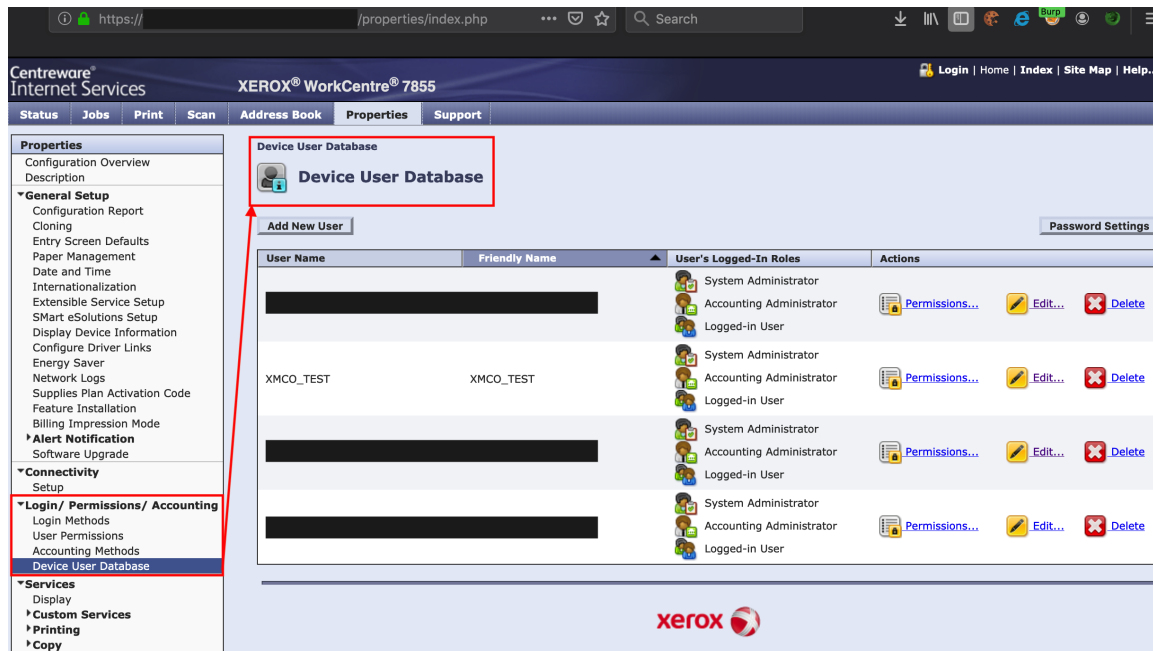 https:// /properties/index.php ••• Search Burp
Centreware®
Internet Services
XEROX® WorkCentre® 7855
Login | Home | Index | Site Map | Help..
Status Jobs Print Scan Address Book Properties Support
Properties
Configuration Overview
Description
General Setup
Configuration Report
Cloning
Entry Screen Defaults
Paper Management
Date and Time
Internationalization
Extensible Service Setup
SMart eSolutions Setup
Display Device Information
Configure Driver Links
Energy Saver
Network Logs
Supplies Plan Activation Code
Feature Installation
Billing Impression Mode
Alert Notification
Software Upgrade
Connectivity
Setup
Login/ Permissions/ Accounting
Login Methods
User Permissions
Accounting Methods
Device User Database
Services
Display
Custom Services
Printing
Copy
Device User Database
Device User Database
Add New User Password Settings
User Name Friendly Name User's Logged-In Roles Actions
System Administrator
Accounting Administrator Permissions... Edit... Delete
Logged-in User
System Administrator
XMCO_TEST XMCO_TEST Accounting Administrator Permissions... Edit... Delete
Logged-in User
System Administrator
Accounting Administrator Permissions... Edit... Delete
Logged-in User
System Administrator
Accounting Administrator Permissions... Edit... Delete
Logged-in User
xerox